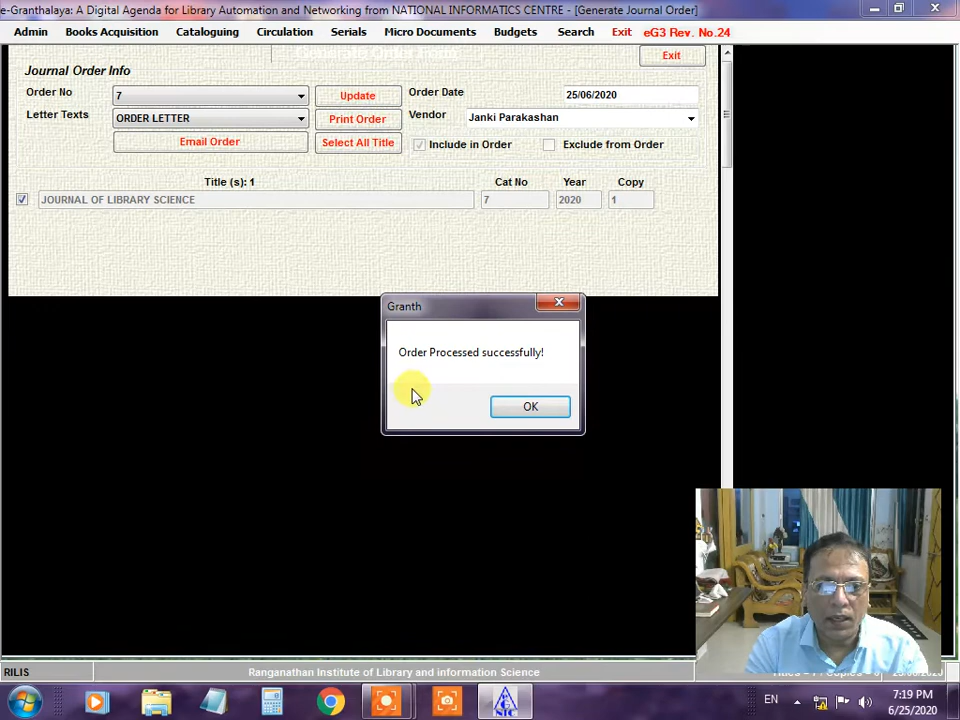 e-Granthalaya: A Digital Agenda for Library Automation and Networking from NATIONAL INFORMATICS CENTRE - [Generate Journal Order]
Admin Books Acquisition Cataloguing Circulation Serials Micro Documents Budgets Search Exit eG3 Rev. No.24
Exit
Journal Order Info
Order No 7 Update Order Date 25/06/2020
Letter Texts ORDER LETTER Print Order Vendor Janki Parakashan
Email Order Select All Title Include in Order Exclude from Order
Title (s): 1 Cat No Year Copy
JOURNAL OF LIBRARY SCIENCE 7 2020 1
Granth
Order Processed successfully!
OK
RILIS Ranganathan Institute of Library and information Science
NIC
EN
7:19 PM
6/25/2020